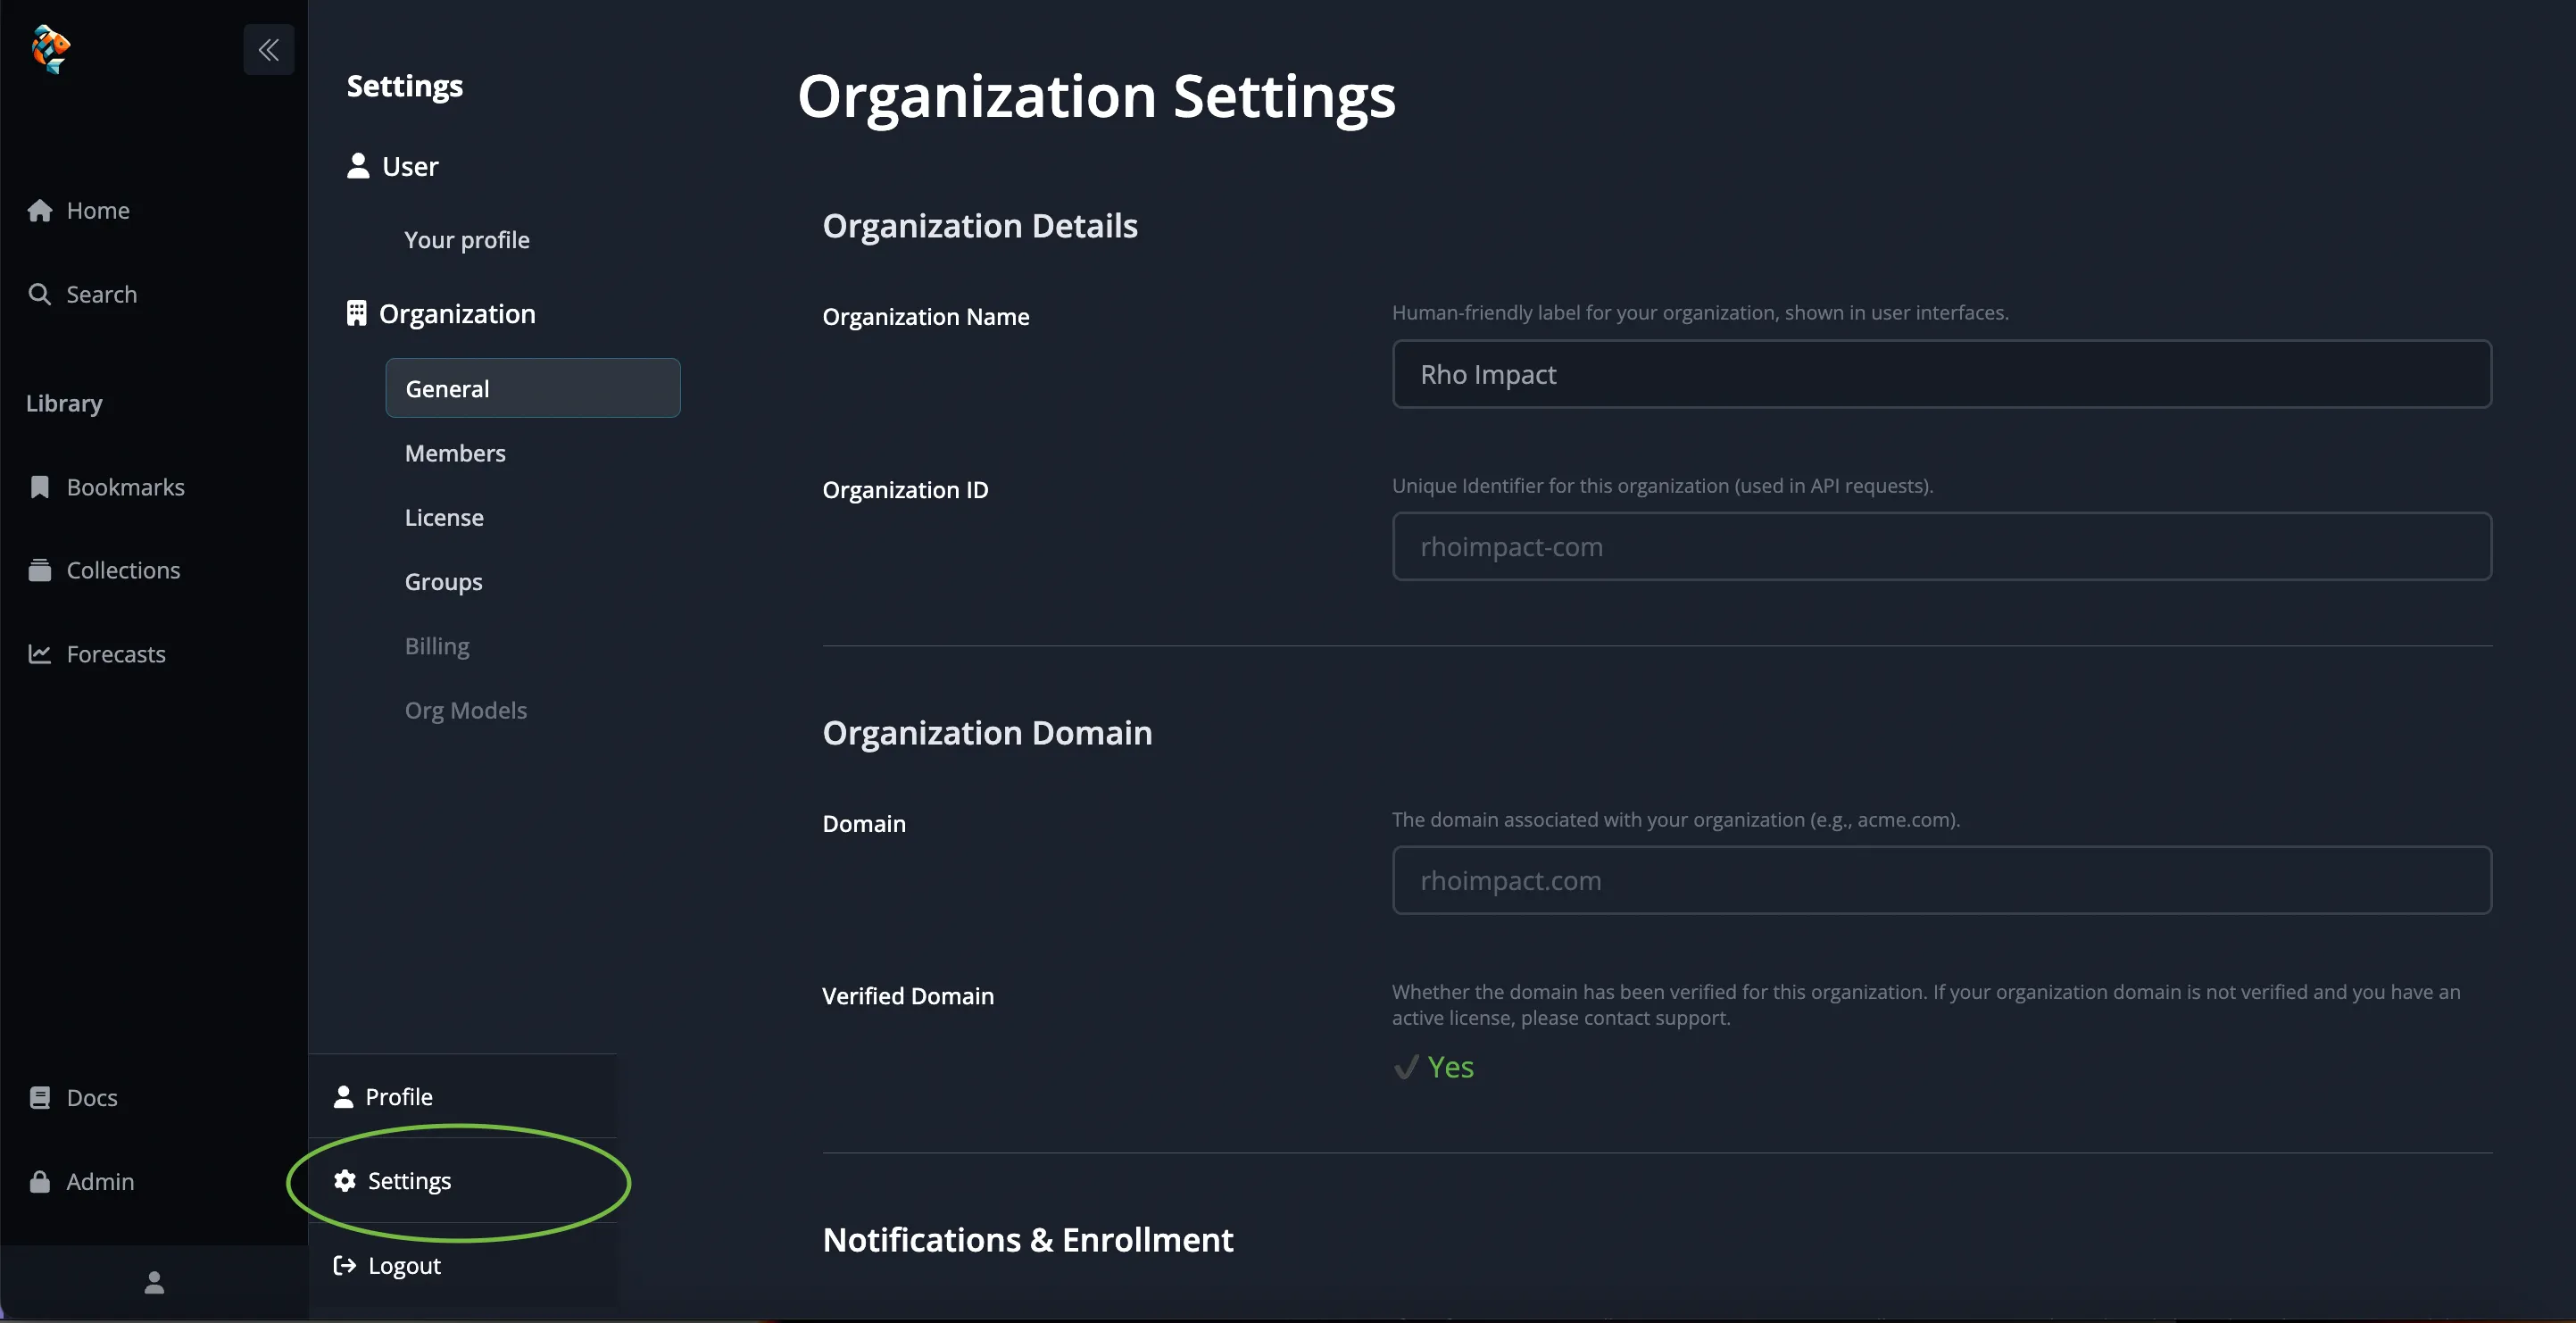 Home
Search
Library
Bookmarks
Collections
Forecasts
Docs
Admin
Settings
User
Your profile
Organization
General
Members
License
Groups
Billing
Org Models
Profile
Settings
Logout
Organization Settings
Organization Details
Organization Name
Human-friendly label for your organization, shown in user interfaces.
Rho Impact
Organization ID
Unique Identifier for this organization (used in API requests).
rhoimpact-com
Organization Domain
Domain
The domain associated with your organization (e.g., acme.com).
rhoimpact.com
Verified Domain
Whether the domain has been verified for this organization. If your organization domain is not verified and you have an
active license, please contact support.
✔ Yes
Notifications & Enrollment